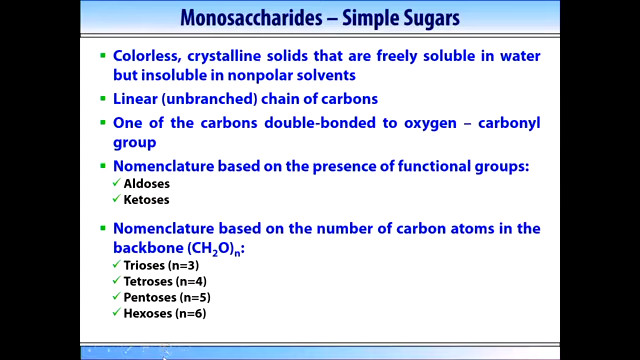 Monosaccharides – Simple Sugars
▪ Colorless, crystalline solids that are freely soluble in water
but insoluble in nonpolar solvents
▪ Linear (unbranched) chain of carbons
▪ One of the carbons double-bonded to oxygen – carbonyl
group
▪ Nomenclature based on the presence of functional groups:
✓ Aldoses
✓ Ketoses
▪ Nomenclature based on the number of carbon atoms in the
backbone (CH₂O)ₙ:
✓ Trioses (n=3)
✓ Tetroses (n=4)
✓ Pentoses (n=5)
✓ Hexoses (n=6)